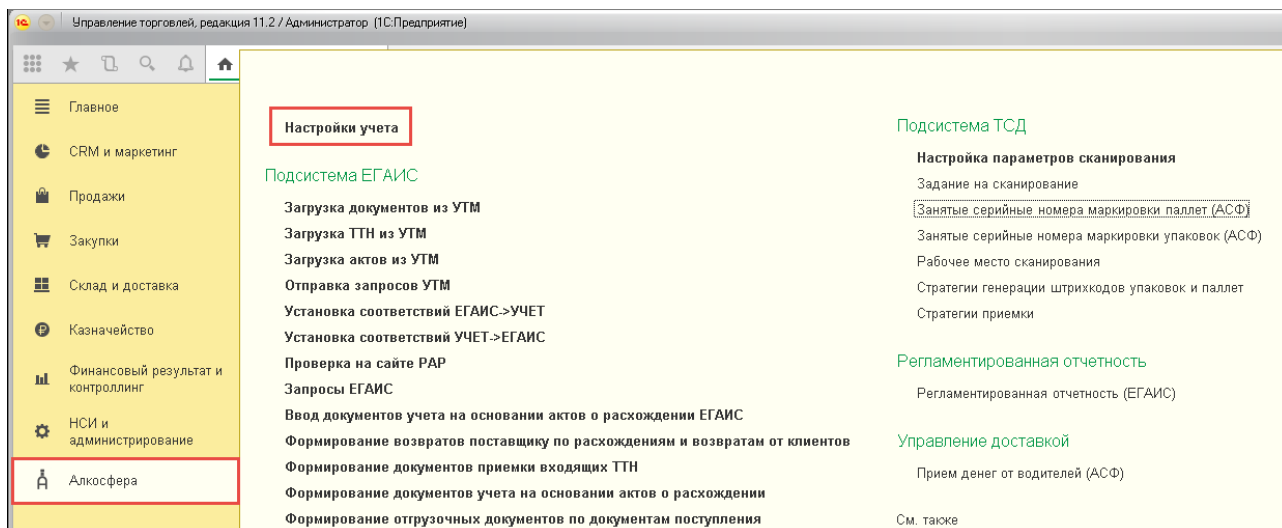 1С Управление торговлей, редакция 11.2 / Администратор (1С:Предприятие)
Главное
CRM и маркетинг
Продажи
Закупки
Склад и доставка
Казначейство
Финансовый результат и
контроллинг
НСИ и
администрирование
Алкосфера
Настройки учета
Подсистема ЕГАИС
Загрузка документов из УТМ
Загрузка ТТН из УТМ
Загрузка актов из УТМ
Отправка запросов УТМ
Установка соответствий ЕГАИС->УЧЕТ
Установка соответствий УЧЕТ->ЕГАИС
Проверка на сайте РАР
Запросы ЕГАИС
Ввод документов учета на основании актов о расхождении ЕГАИС
Формирование возвратов поставщику по расхождениям и возвратам от клиентов
Формирование документов приемки входящих ТТН
Формирование документов учета на основании актов о расхождении
Формирование отгрузочных документов по документам поступления
Подсистема ТСД
Настройка параметров сканирования
Задание на сканирование
Занятые серийные номера маркировки паллет (АСФ)
Занятые серийные номера маркировки упаковок (АСФ)
Рабочее место сканирования
Стратегии генерации штрихкодов упаковок и паллет
Стратегии приемки
Регламентированная отчетность
Регламентированная отчетность (ЕГАИС)
Управление доставкой
Прием денег от водителей (АСФ)
См. также